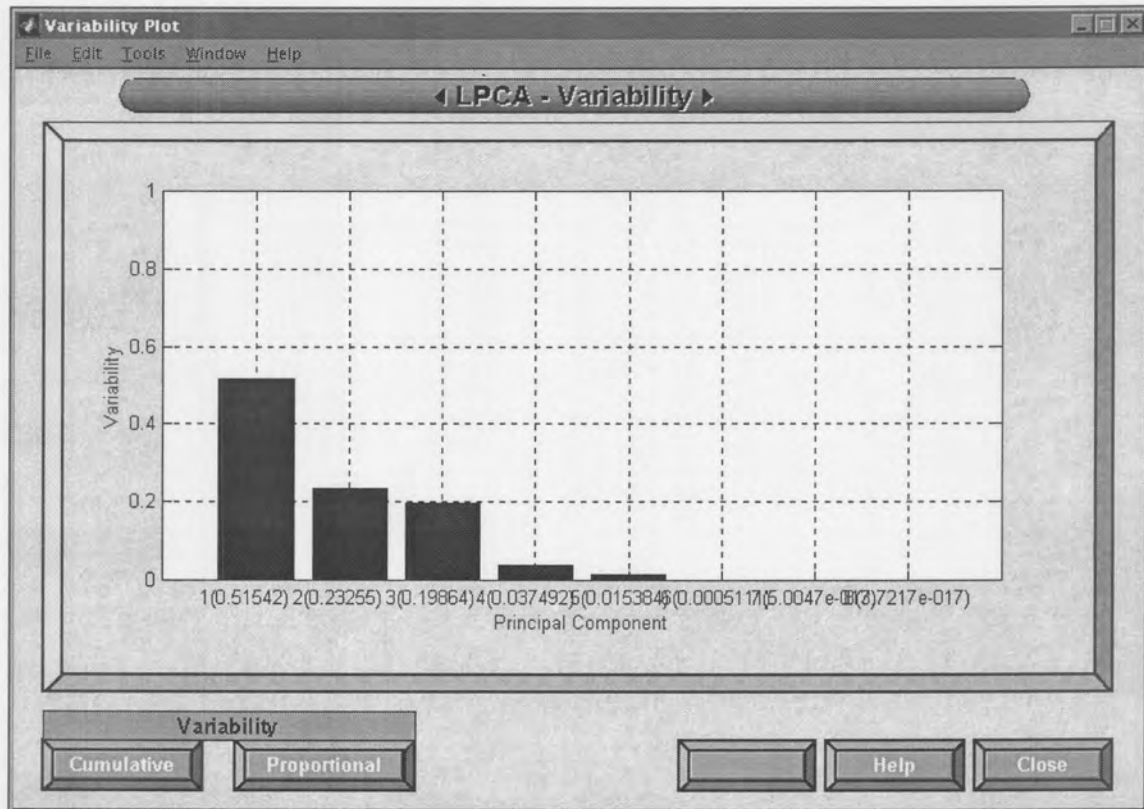 Variability Plot
File Edit Tools Window Help
LPCA - Variability
1
0.8
0.6
0.4
0.2
0
Variability
1(0.51542) 2(0.23255) 3(0.19864) 4(0.037492)
Principal Component
Variability
Cumulative Proportional Help Close